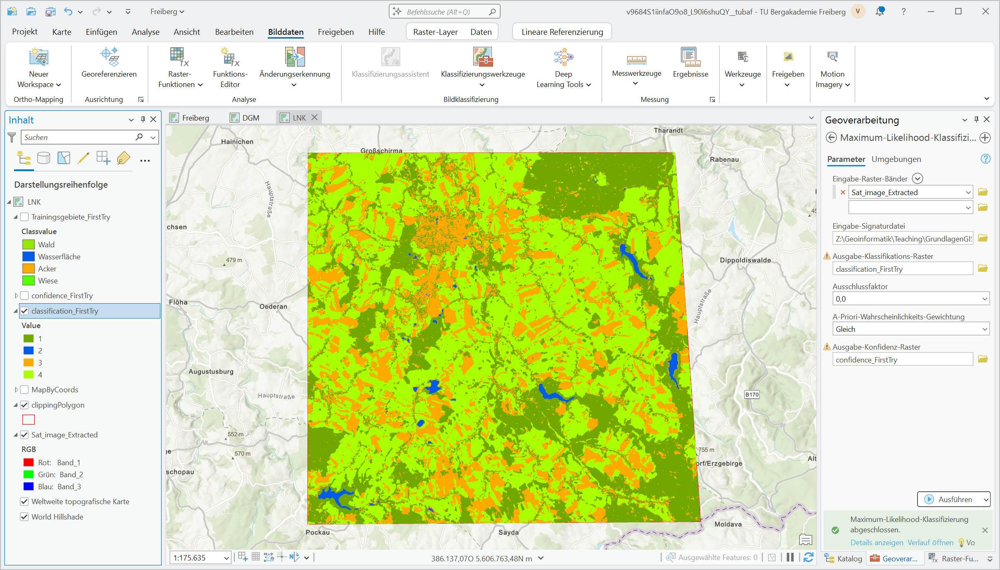 Freiberg
Befehlssuche (Alt+Q)
v9684S1iinfaO9o8_L90i6shuQY__tubaf - TU Bergakademie Freiberg
V
?
Projekt Karte Einfügen Analyse Ansicht Bearbeiten Bilddaten Freigeben Hilfe Raster-Layer Daten Lineare Referenzierung
Neuer Workspace
Georeferenzieren
Raster-Funktionen
Funktions-Editor
Änderungserkennung
Klassifizierungsassistent
Klassifizierungswerkzeuge
Deep Learning Tools
Messwerkzeuge
Ergebnisse
Werkzeuge
Freigeben
Motion Imagery
Ortho-Mapping
Ausrichtung
Analyse
Bildklassifizierung
Messung
Inhalt
Suchen
Darstellungsreihenfolge
LNK
Trainingsgebiete_FirstTry
Classvalue
Wald
Wasserfläche
Acker
Wiese
confidence_FirstTry
classification_FirstTry
Value
1
2
3
4
MapByCoords
clippingPolygon
Sat_image_Extracted
RGB
Rot: Band_1
Grün: Band_2
Blau: Band_3
Weltweite topografische Karte
World Hillshade
Freiberg
DGM
LNK
Tharandt
Hainichen
Großschirma
Rabenau
Hauptstraße
chsen
45
479 m
Dippoldiswalde
Flöha
Oederan
Hauptstraße
Augustusburg
Hauptstraße
B170
552 m
570 m
ge
755 m
Alt
orf/Erzgebirge
schopau
Moldava
Pockau
Sayda
1:175.635
386.137,07O 5.606.763,48N m
Ausgewählte Features: 0
Geoverarbeitung
Maximum-Likelihood-Klassifizi...
Parameter Umgebungen
?
Eingabe-Raster-Bänder
Sat_image_Extracted
Eingabe-Signaturdatei
Z:\Geoinformatik\Teaching\GrundlagenGIS
Ausgabe-Klassifikations-Raster
classification_FirstTry
Ausschlussfaktor
0,0
A-Priori-Wahrscheinlichkeits-Gewichtung
Gleich
Ausgabe-Konfidenz-Raster
confidence_FirstTry
Ausführen
Maximum-Likelihood-Klassifizierung
abgeschlossen.
Details anzeigen Verlauf öffnen Vo
Katalog
Geoverar...
Raster-Fu...